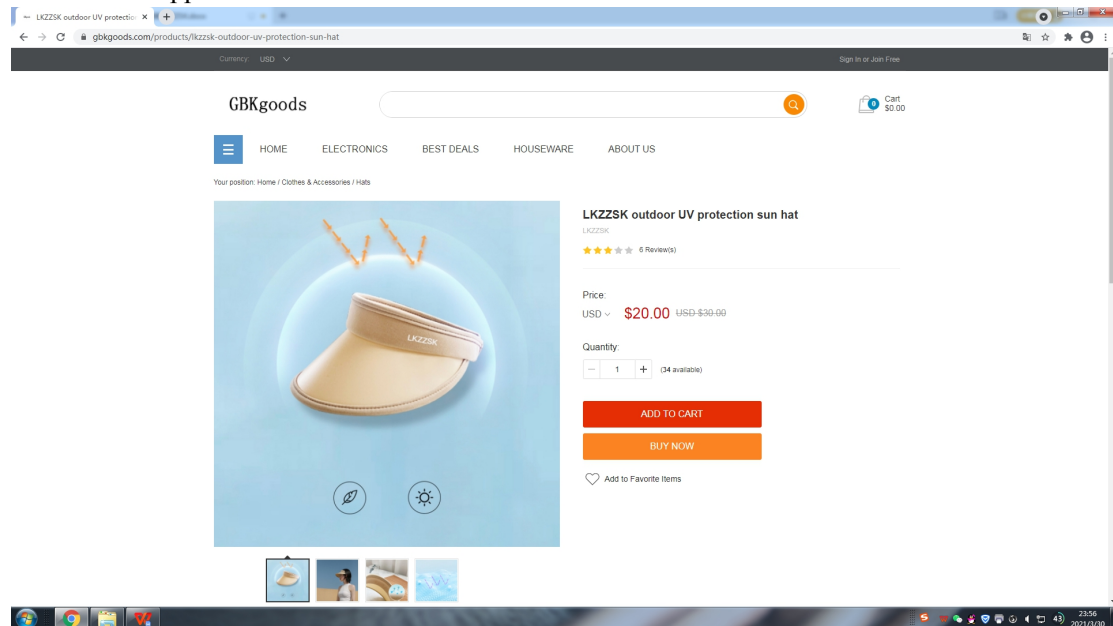 LKZZSK outdoor UV protection
gbkgoods.com/products/lkzzsk-outdoor-uv-protection-sun-hat
Currency: USD
Sign In or Join Free
GBKgoods
0
Cart
$0.00
HOME ELECTRONICS BEST DEALS HOUSEWARE ABOUT US
Your position: Home / Clothes & Accessories / Hats
LKZZSK
LKZZSK outdoor UV protection sun hat
LKZZSK
6 Review(s)
Price:
USD $20.00 USD $30.00
Quantity:
1 + (34 available)
ADD TO CART
BUY NOW
Add to Favorite Items
23:56
2021/3/30